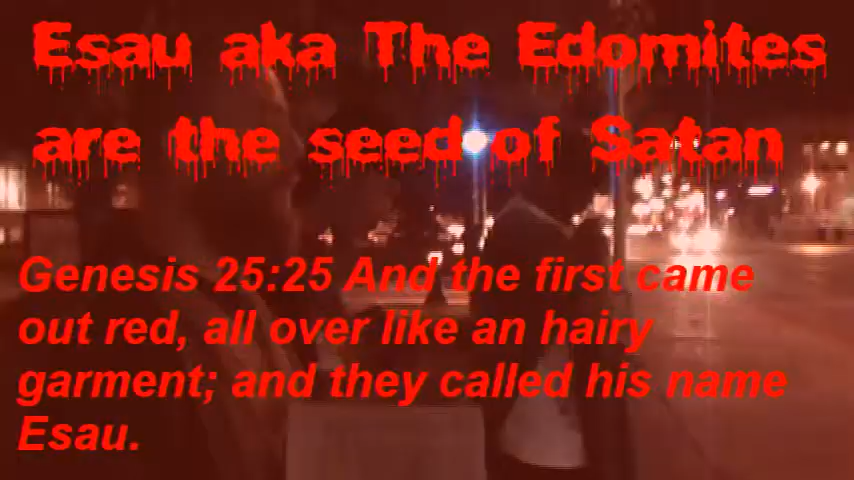 Esau aka The Edomites
are the seed of Satan
Genesis 25:25 And the first came
out red, all over like an hairy
garment; and they called his name
Esau.